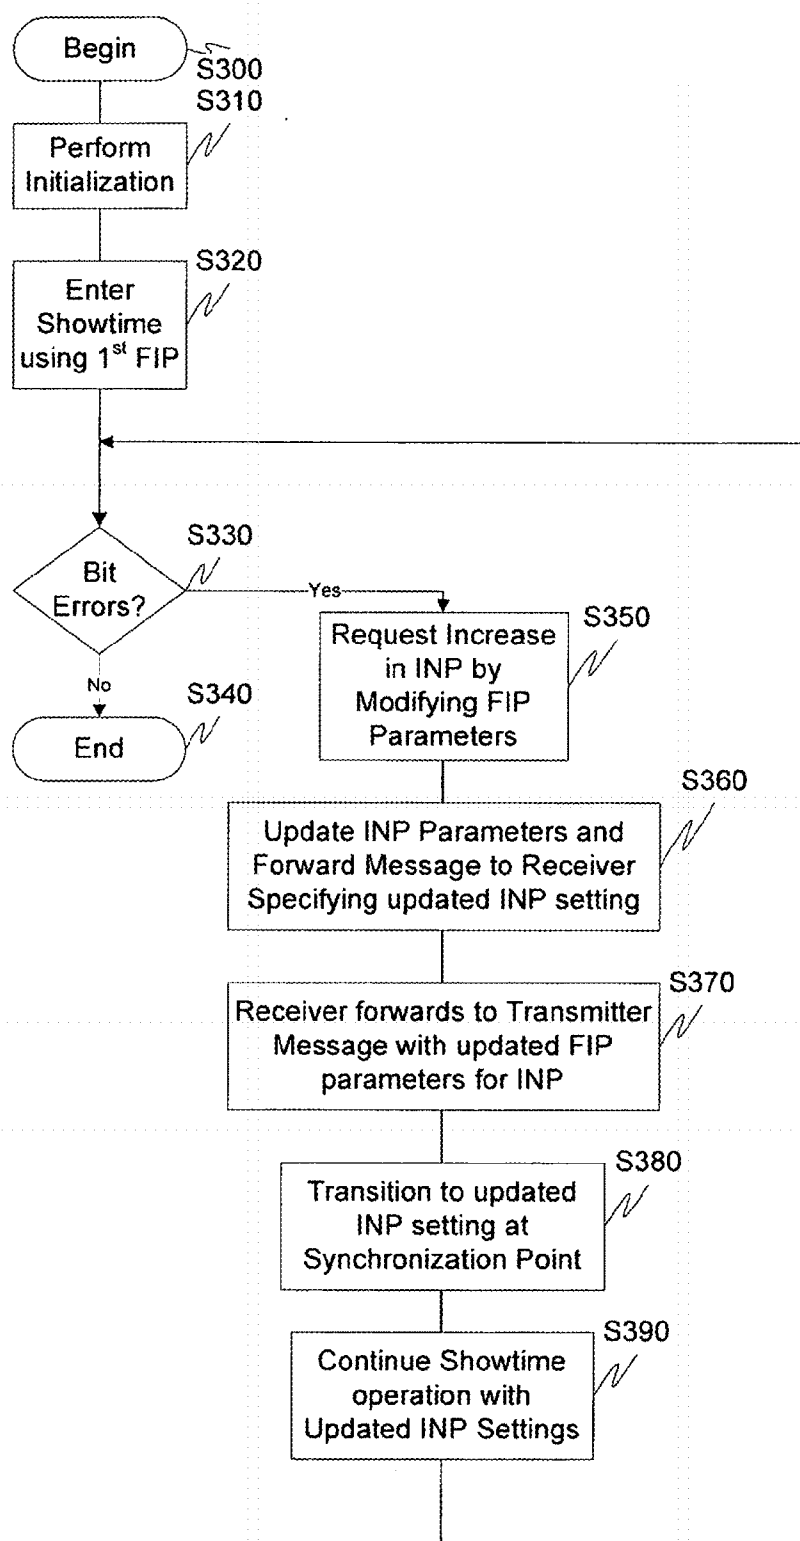 Begin
S300
S310
Perform
Initialization
S320
Enter
Showtime
using 1st FIP
S330
Bit
Errors?
Yes
No
S340
End
S350
Request Increase
in INP by
Modifying FIP
Parameters
S360
Update INP Parameters and
Forward Message to Receiver
Specifying updated INP setting
S370
Receiver forwards to Transmitter
Message with updated FIP
parameters for INP
S380
Transition to updated
INP setting at
Synchronization Point
S390
Continue Showtime
operation with
Updated INP Settings